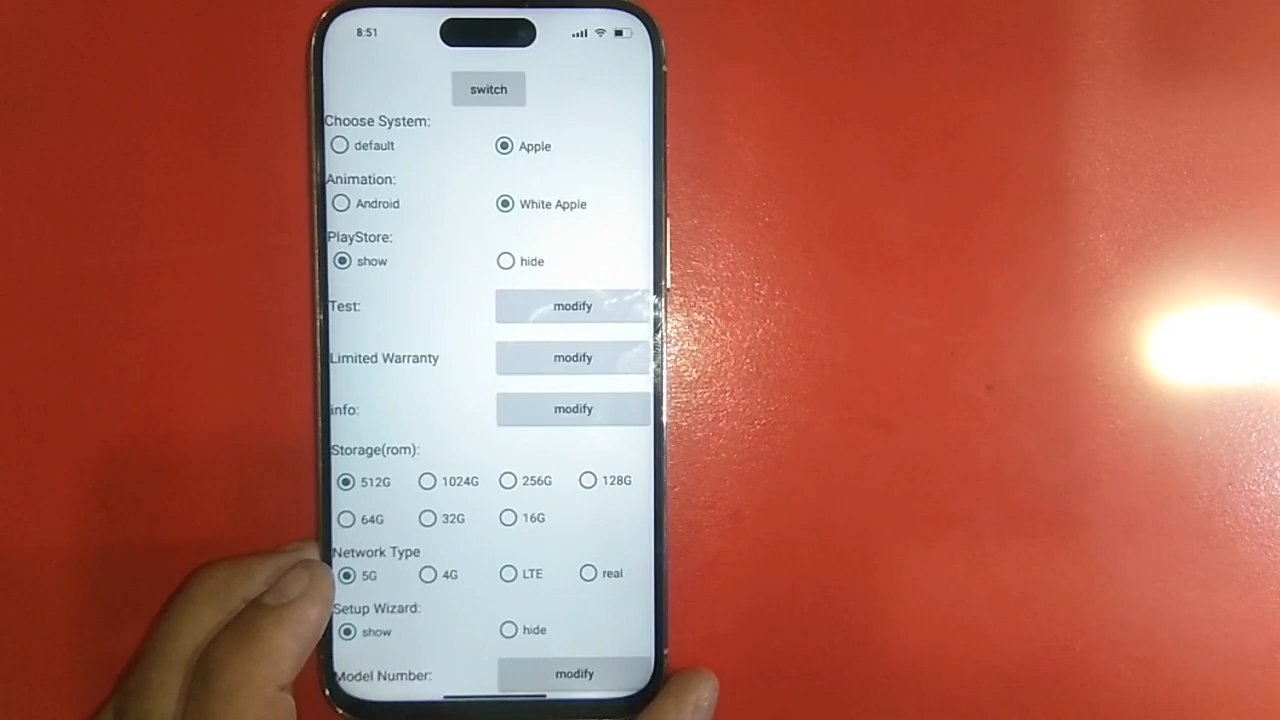 8:51
switch
Choose System:
default Apple
Animation:
Android White Apple
PlayStore:
show hide
Test: modify
Limited Warranty modify
info: modify
Storage(rom):
512G 1024G 256G 128G
64G 32G 16G
Network Type
5G 4G LTE real
Setup Wizard:
show hide
Model Number: modify